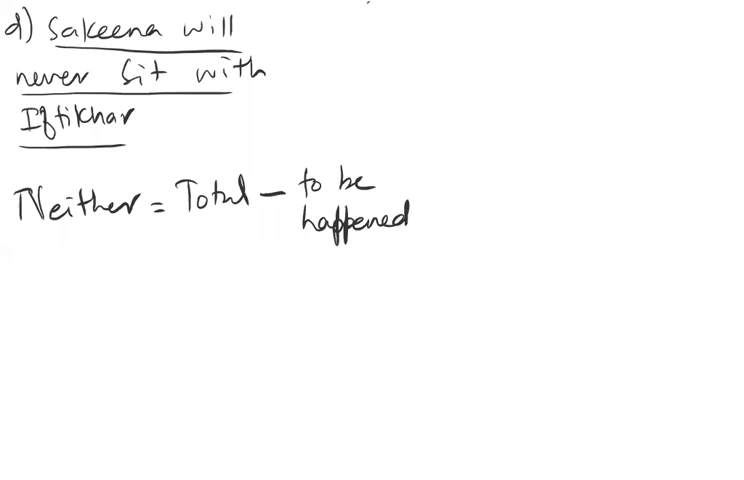 d) Sakeena will
never sit with
Iftikhar
Neither = Total - to be
happened